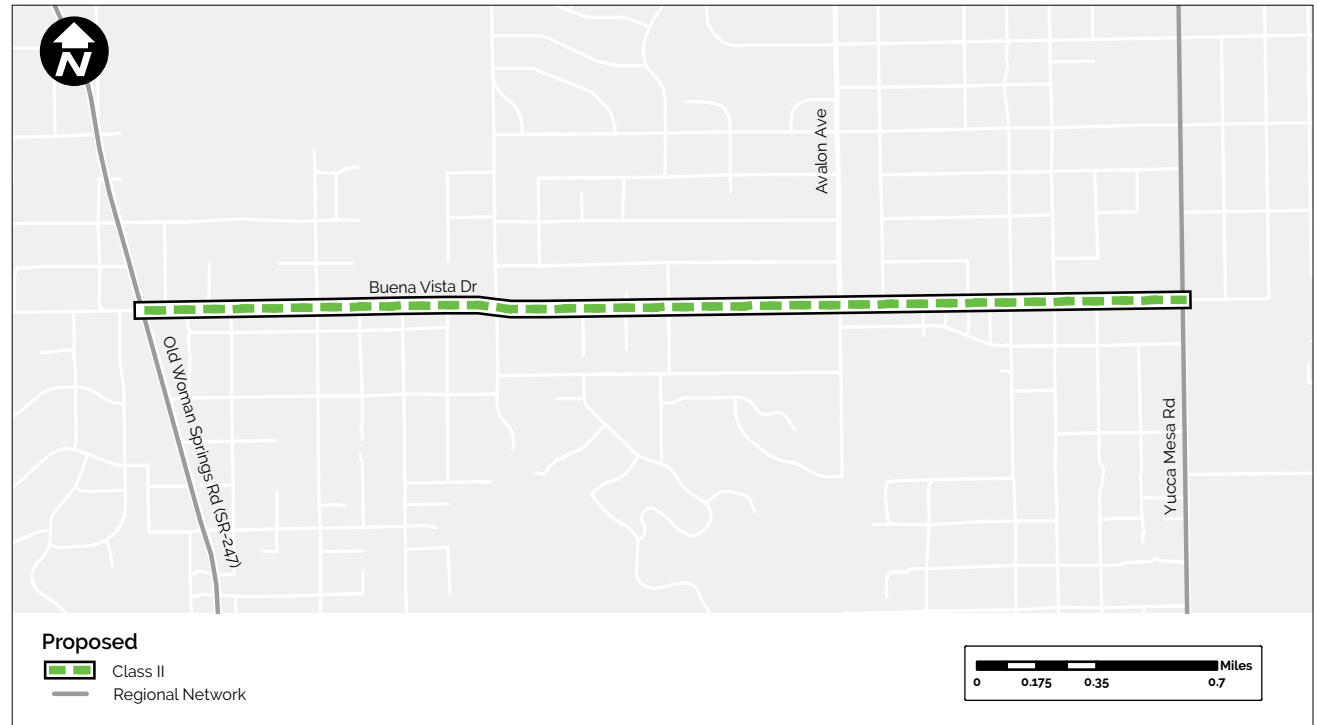 N
Avalon Ave
Buena Vista Dr
Old Woman Springs Rd (SR-247)
Yucca Mesa Rd
Proposed
Class II
Regional Network
Miles
0 0.175 0.35 0.7